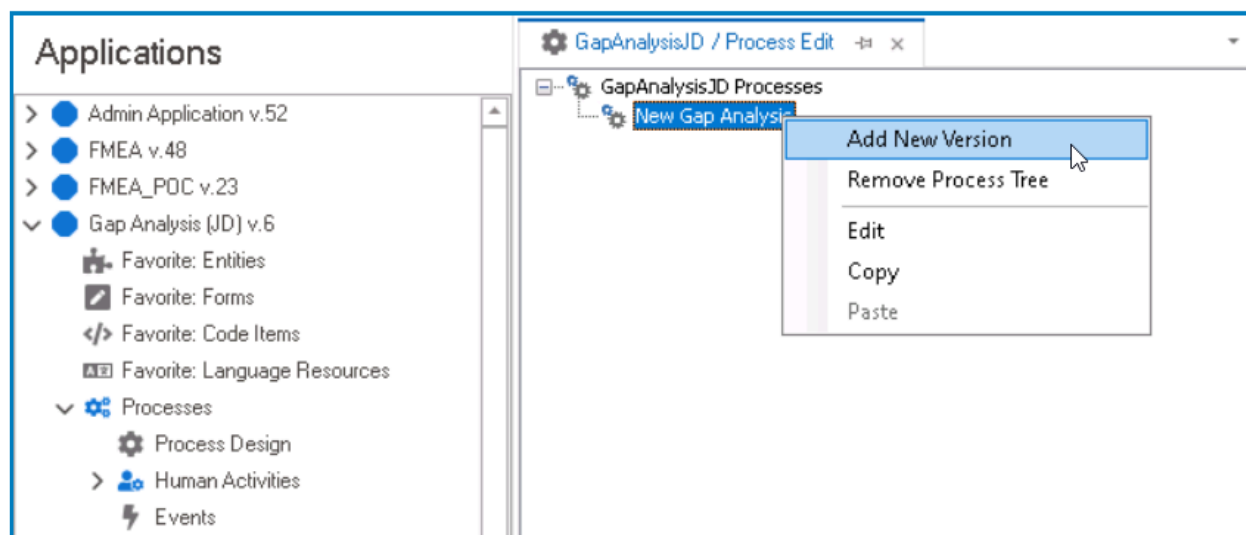 Applications
Admin Application v.52
FMEA v.48
FMEA_POC v.23
Gap Analysis (JD) v.6
Favorite: Entities
Favorite: Forms
Favorite: Code Items
Favorite: Language Resources
Processes
Process Design
Human Activities
Events
GapAnalysisJD / Process Edit
GapAnalysisJD Processes
New Gap Analysis
Add New Version
Remove Process Tree
Edit
Copy
Paste